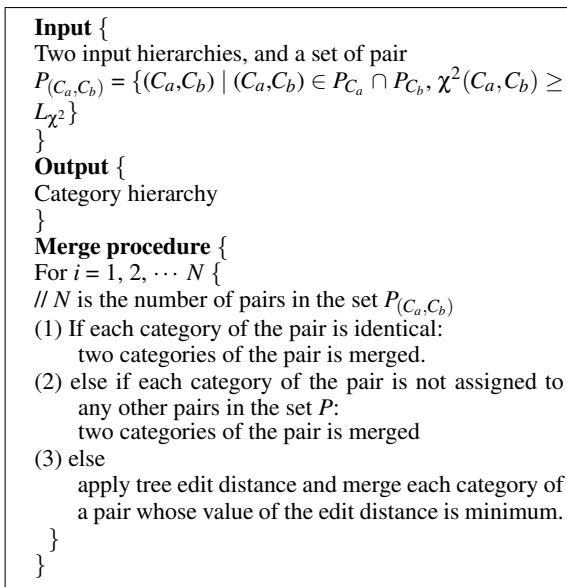 Input {
Two input hierarchies, and a set of pair
P(Ca,Cb) = {(Ca,Cb) | (Ca,Cb) ∈ PCa ∩ PCb, χ²(Ca,Cb) ≥
Lχ²}
}
Output {
Category hierarchy
}
Merge procedure {
For i = 1, 2, ··· N {
// N is the number of pairs in the set P(Ca,Cb)
(1) If each category of the pair is identical:
two categories of the pair is merged.
(2) else if each category of the pair is not assigned to
any other pairs in the set P:
two categories of the pair is merged
(3) else
apply tree edit distance and merge each category of
a pair whose value of the edit distance is minimum.
}
}